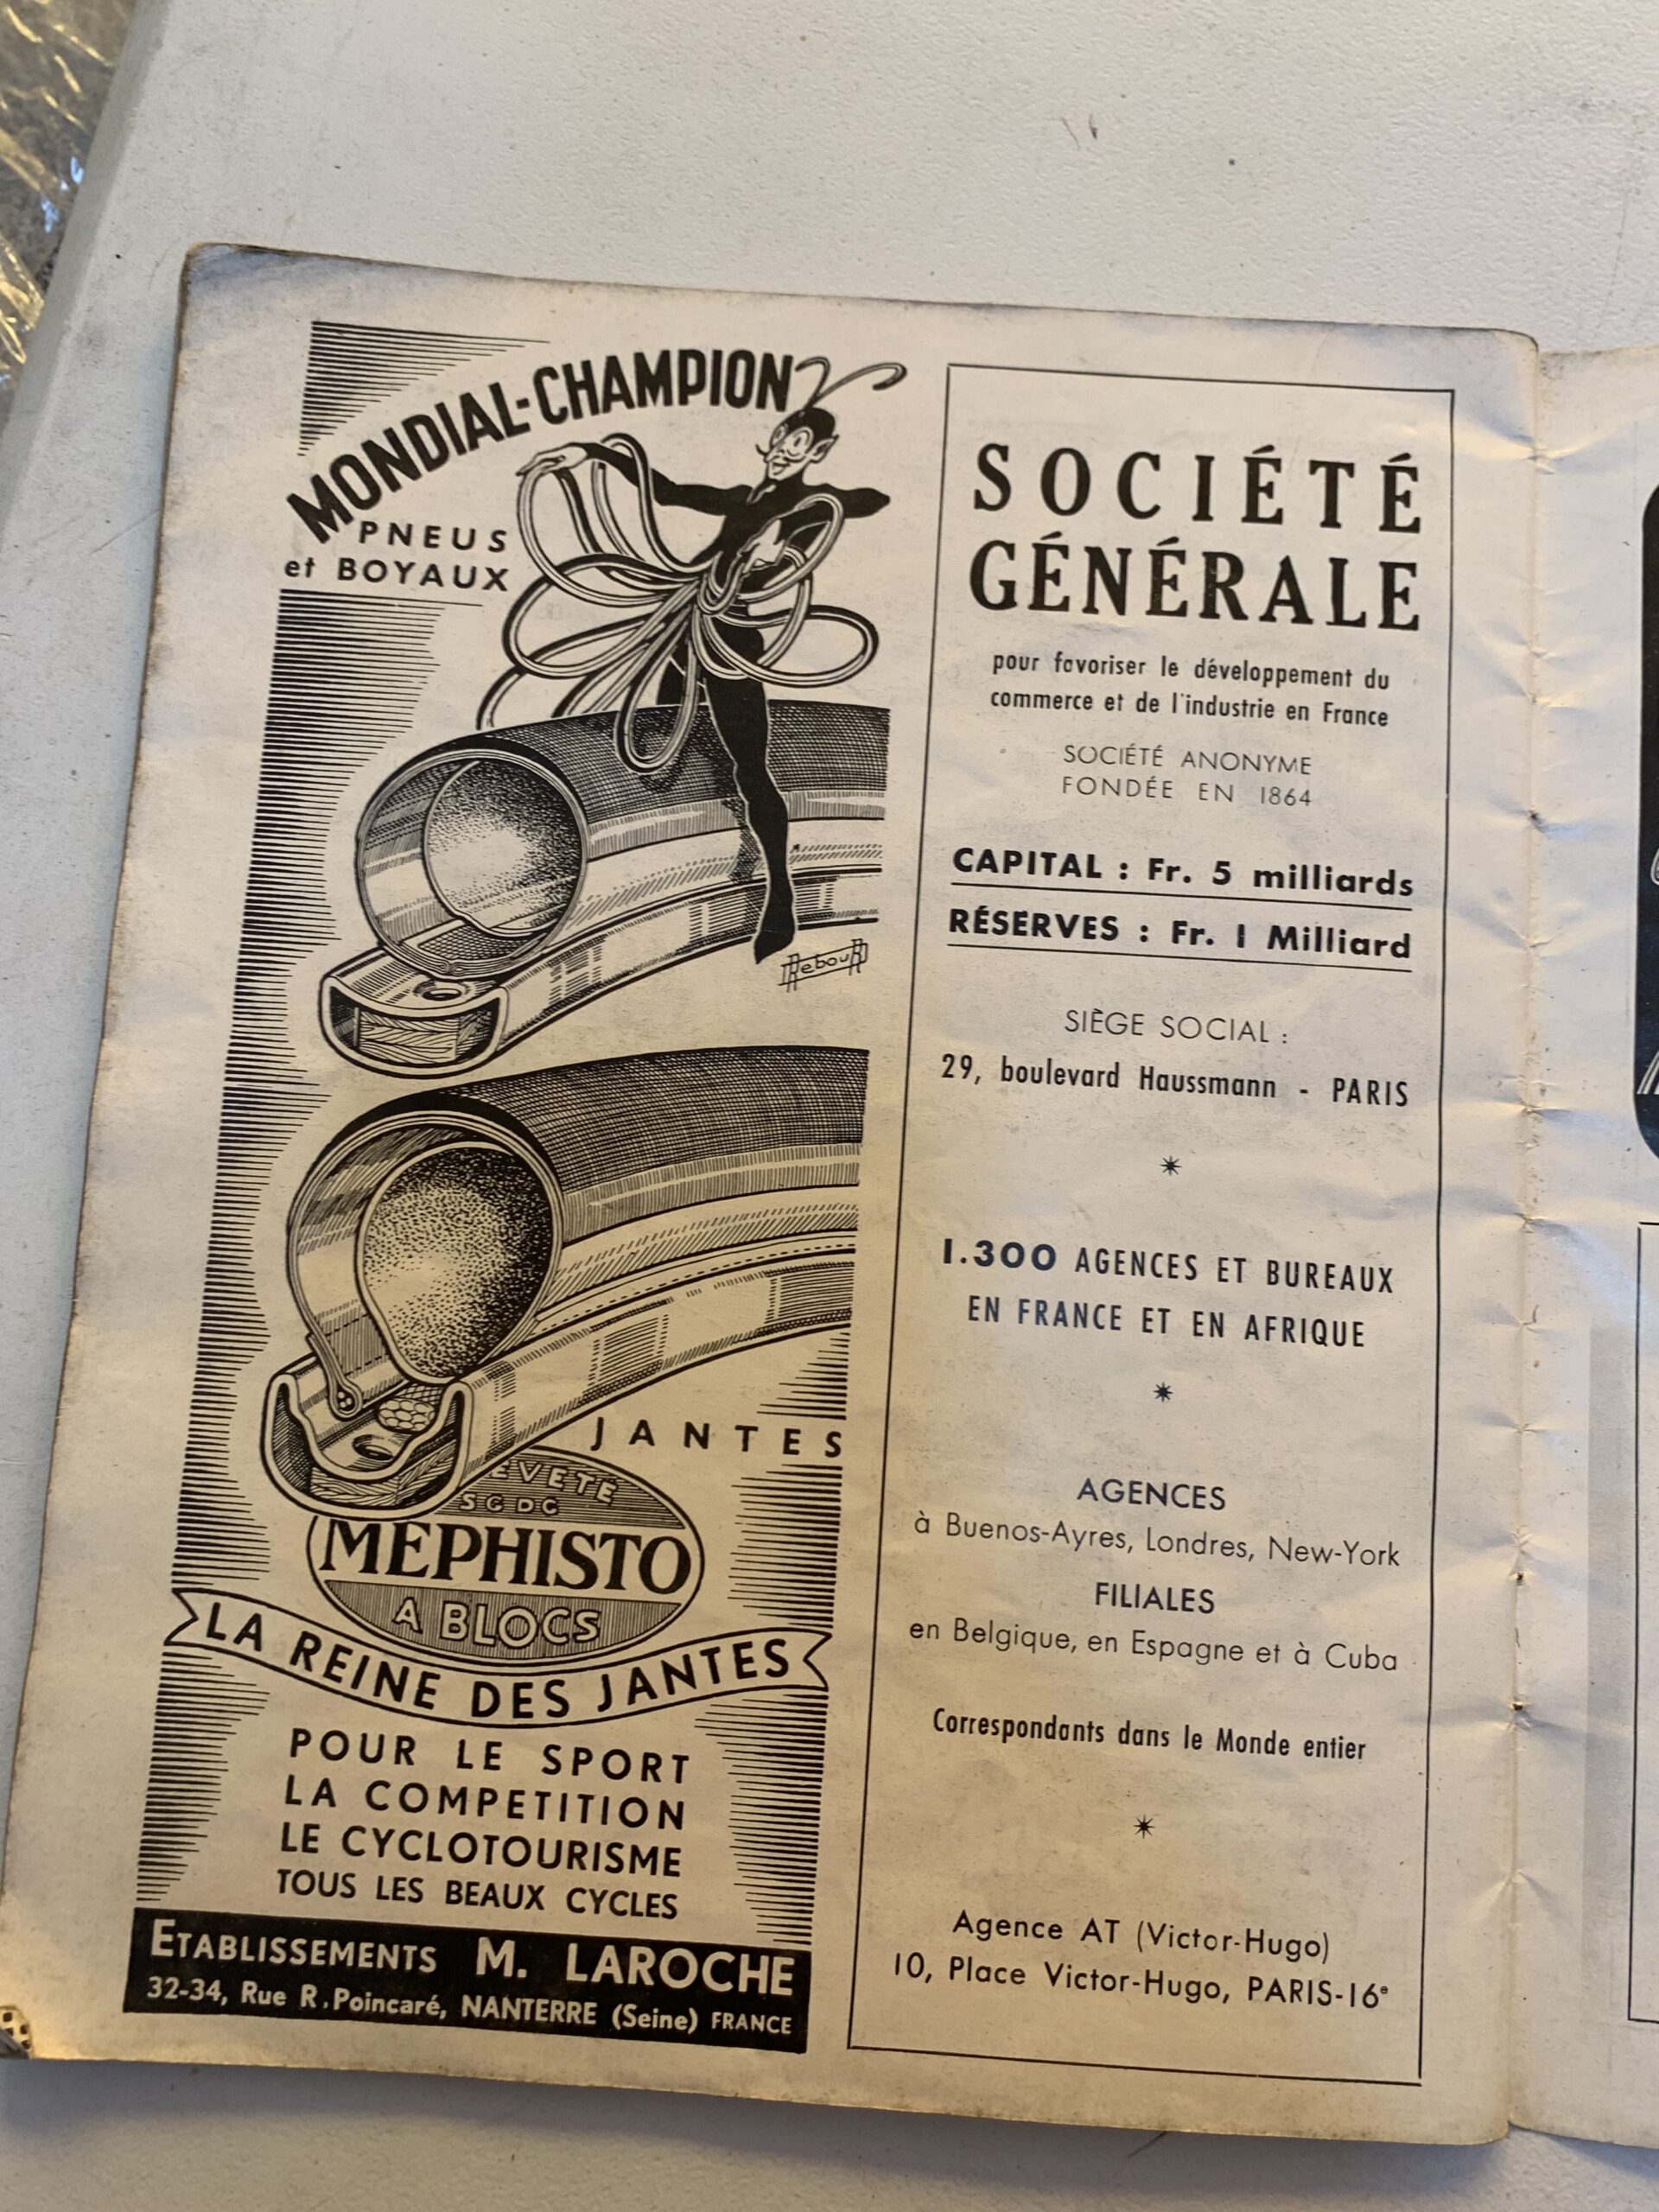 MONDIAL-CHAMPION
PNEUS
et BOYAUX
Rebour
JANTES
SGDG
MEPHISTO
A BLOCS
LA REINE DES JANTES
POUR LE SPORT
LA COMPETITION
LE CYCLOTOURISME
TOUS LES BEAUX CYCLES
ETABLISSEMENTS M. LAROCHE
32-34, Rue R. Poincaré, NANTERRE (Seine) FRANCE
SOCIÉTÉ
GÉNÉRALE
pour favoriser le développement du
commerce et de l'industrie en France
SOCIÉTÉ ANONYME
FONDÉE EN 1864
CAPITAL : Fr. 5 milliards
RÉSERVES : Fr. 1 Milliard
SIÈGE SOCIAL :
29, boulevard Haussmann - PARIS
1.300 AGENCES ET BUREAUX
EN FRANCE ET EN AFRIQUE
AGENCES
à Buenos-Ayres, Londres, New-York
FILIALES
en Belgique, en Espagne et à Cuba
Correspondants dans le Monde entier
Agence AT (Victor-Hugo)
10, Place Victor-Hugo, PARIS-16e